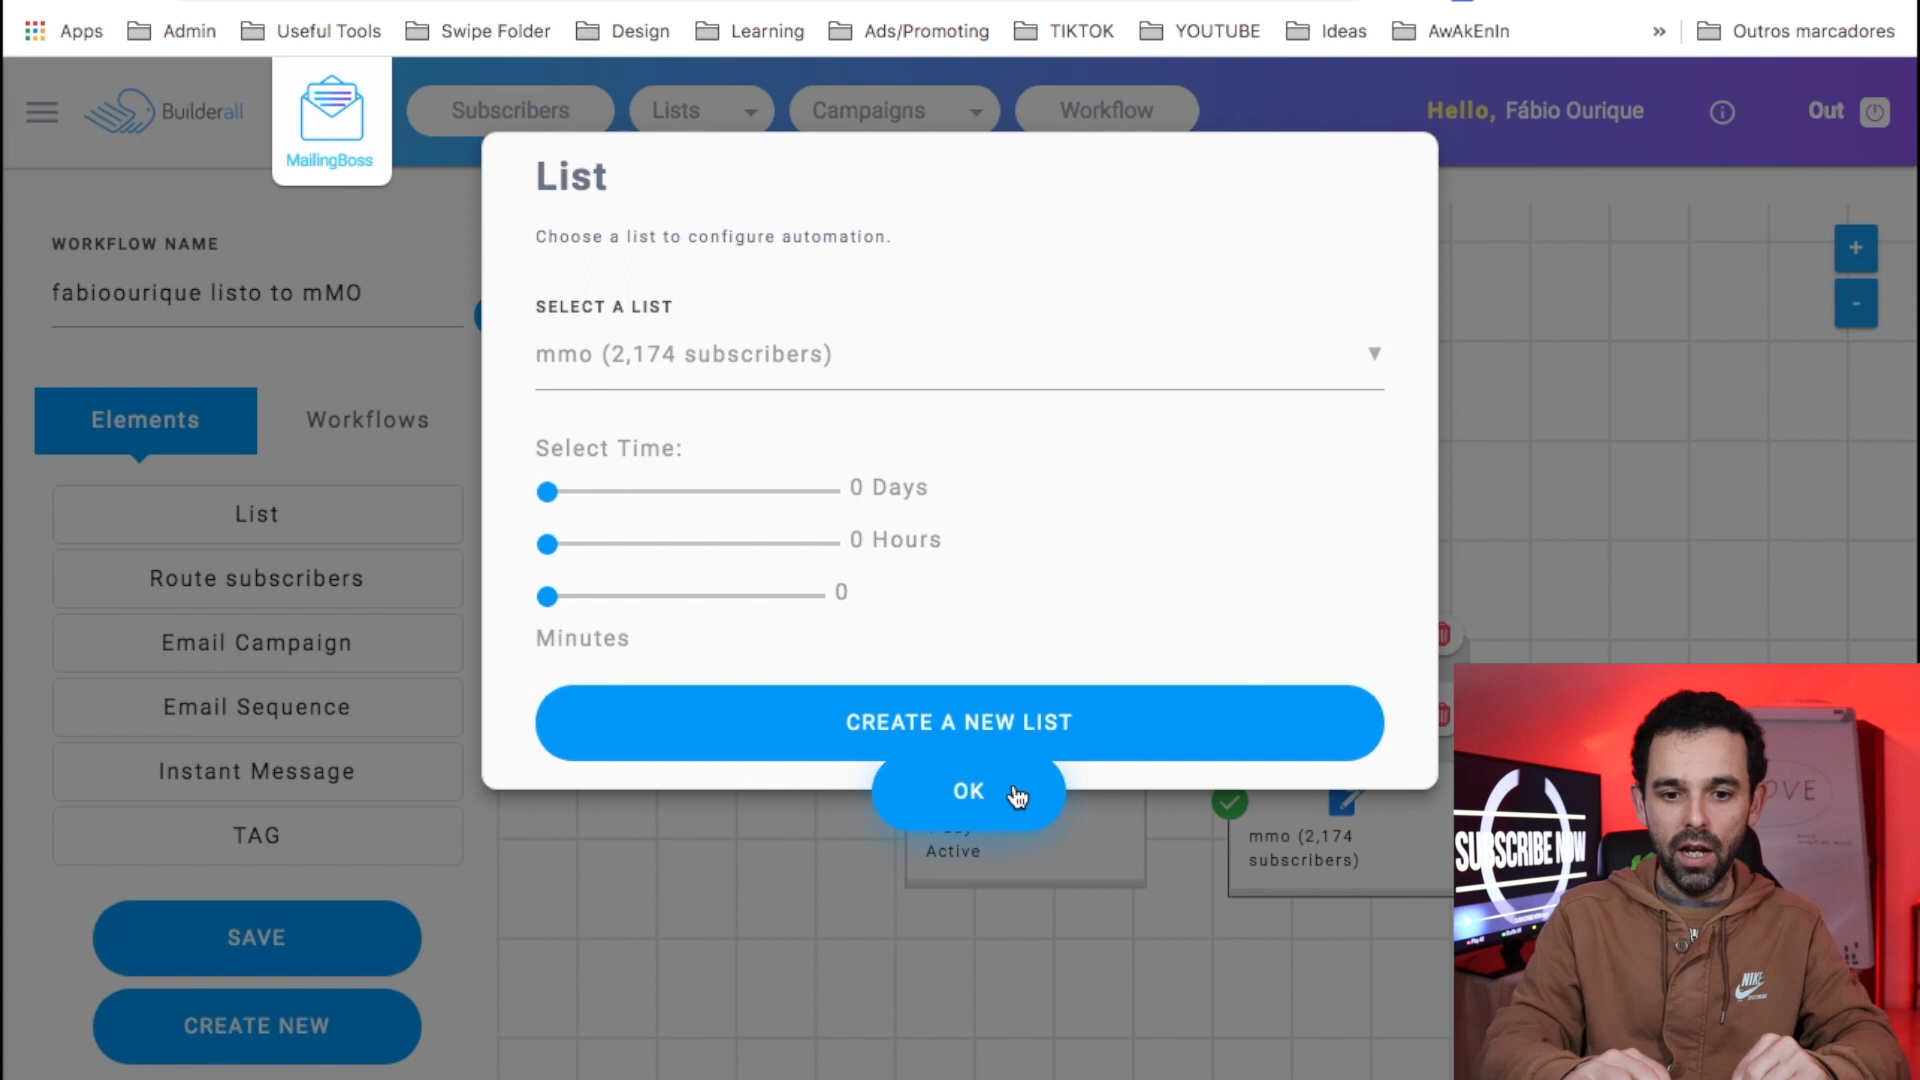 Apps Admin Useful Tools Swipe Folder Design Learning Ads/Promoting TIKTOK YOUTUBE Ideas AwAkEnIn » Outros marcadores
Builderall
MailingBoss
Subscribers Lists Campaigns Workflow
Hello, Fábio Ourique
Out
WORKFLOW NAME
fabioourique listo to mMO
Elements Workflows
List
Route subscribers
Email Campaign
Email Sequence
Instant Message
TAG
SAVE
CREATE NEW
List
Choose a list to configure automation.
SELECT A LIST
mmo (2,174 subscribers)
Select Time:
0 Days
0 Hours
0
Minutes
CREATE A NEW LIST
OK
Active
mmo (2,174
subscribers)
+
-
SUBSCRIBE NOW
NIKE